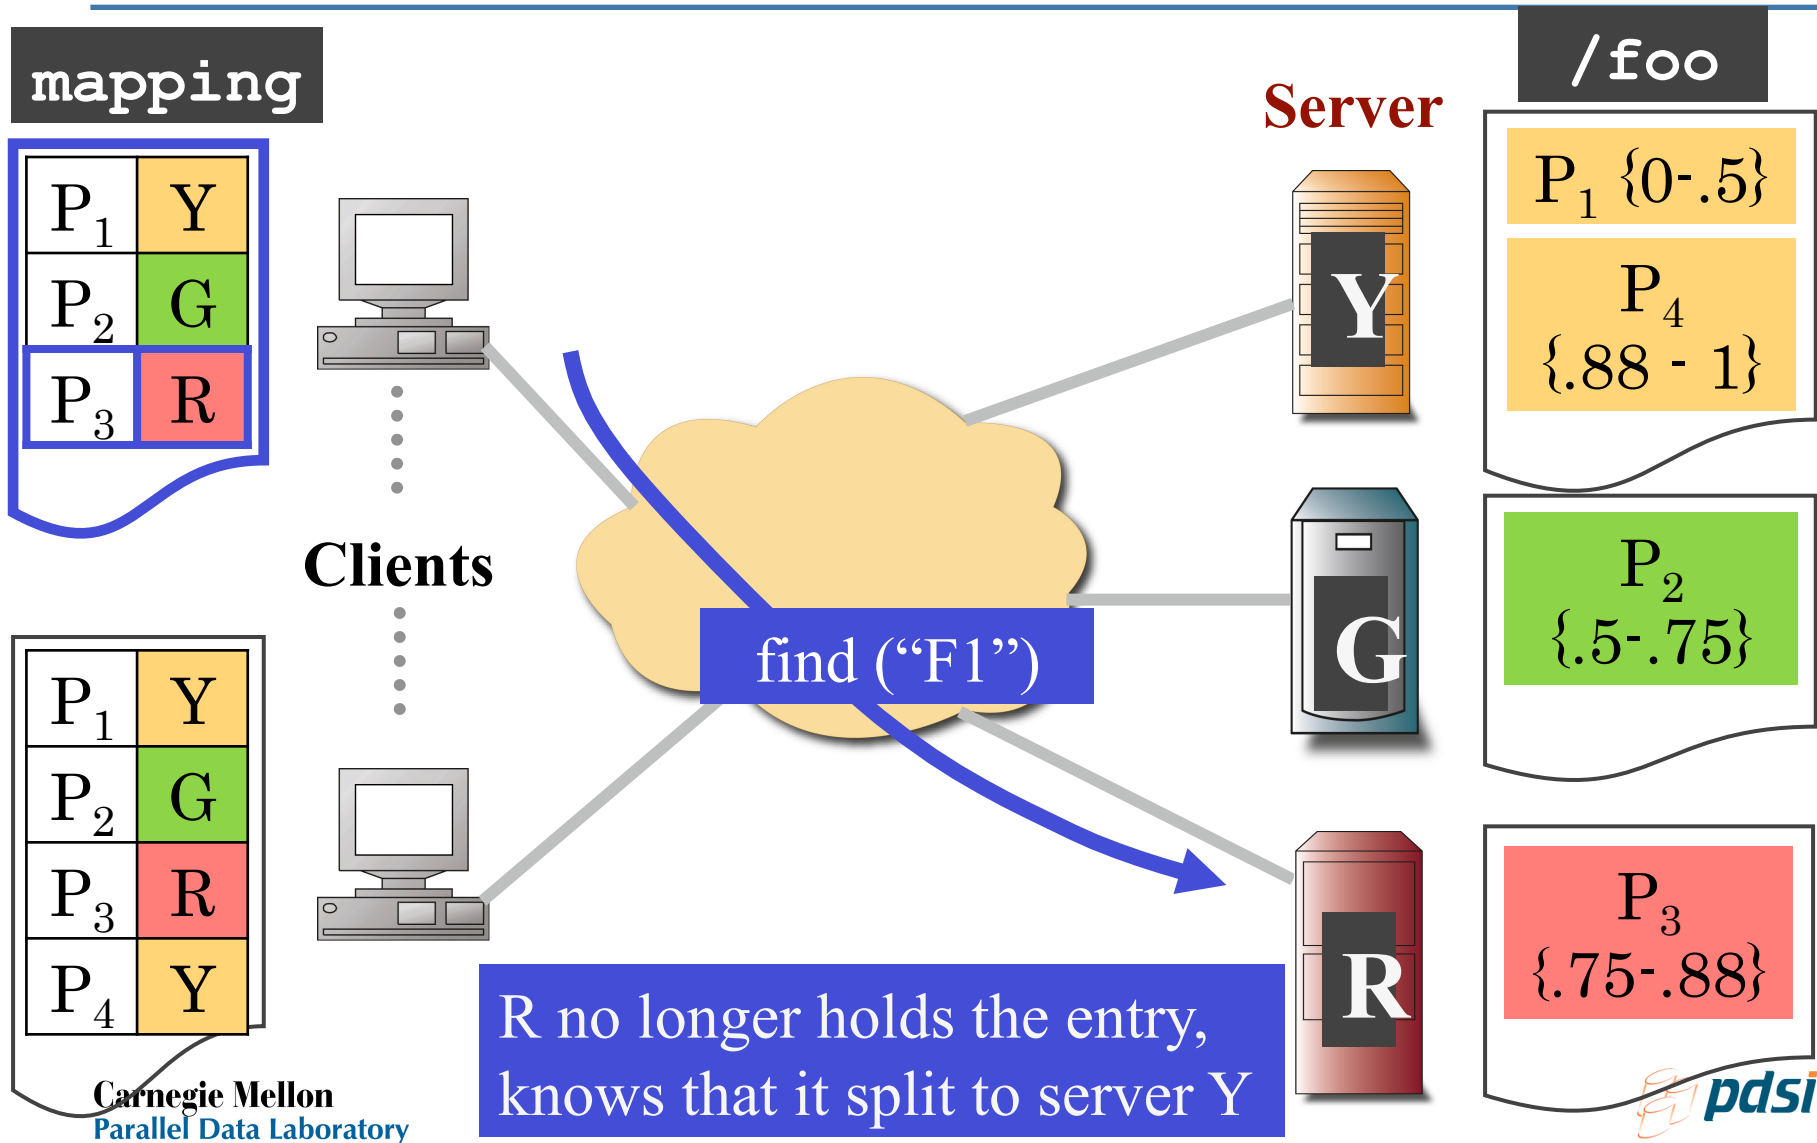 mapping
/foo
Server
P1 Y
P2 G
P3 R
P1 {0-.5}
P4
{.88 - 1}
Y
Clients
P2
{.5-.75}
G
find (“F1”)
P1 Y
P2 G
P3 R
P4 Y
P3
{.75-.88}
R
R no longer holds the entry,
knows that it split to server Y
Carnegie Mellon
Parallel Data Laboratory
pdsi